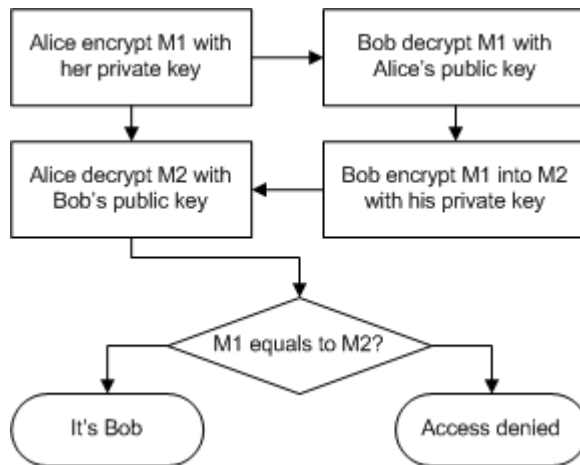 Alice encrypt M1 with
her private key
Bob decrypt M1 with
Alice's public key
Alice decrypt M2 with
Bob's public key
Bob encrypt M1 into M2
with his private key
M1 equals to M2?
It's Bob
Access denied